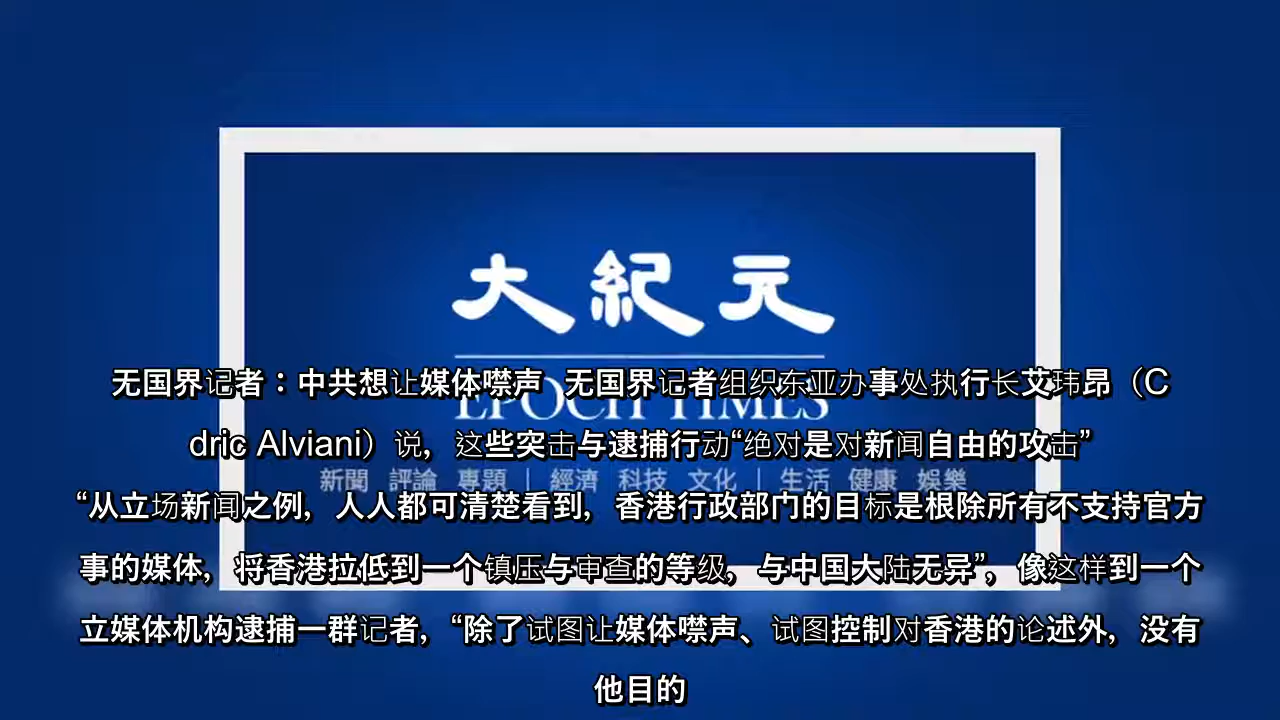 大紀元
无国界记者：中共想让媒体噤声 无国界记者组织东亚办事处执行长艾玮昂（C
EPOCH TIMES
dric Alviani）说，这些突击与逮捕行动“绝对是对新闻自由的攻击”
新聞 評論 專題 | 經濟 科技 文化 | 生活 健康 娛樂
“从立场新闻之例，人人都可清楚看到，香港行政部门的目标是根除所有不支持官方
事的媒体，将香港拉低到一个镇压与审查的等级，与中国大陆无异”，像这样到一个
立媒体机构逮捕一群记者，“除了试图让媒体噤声、试图控制对香港的论述外，没有
他目的